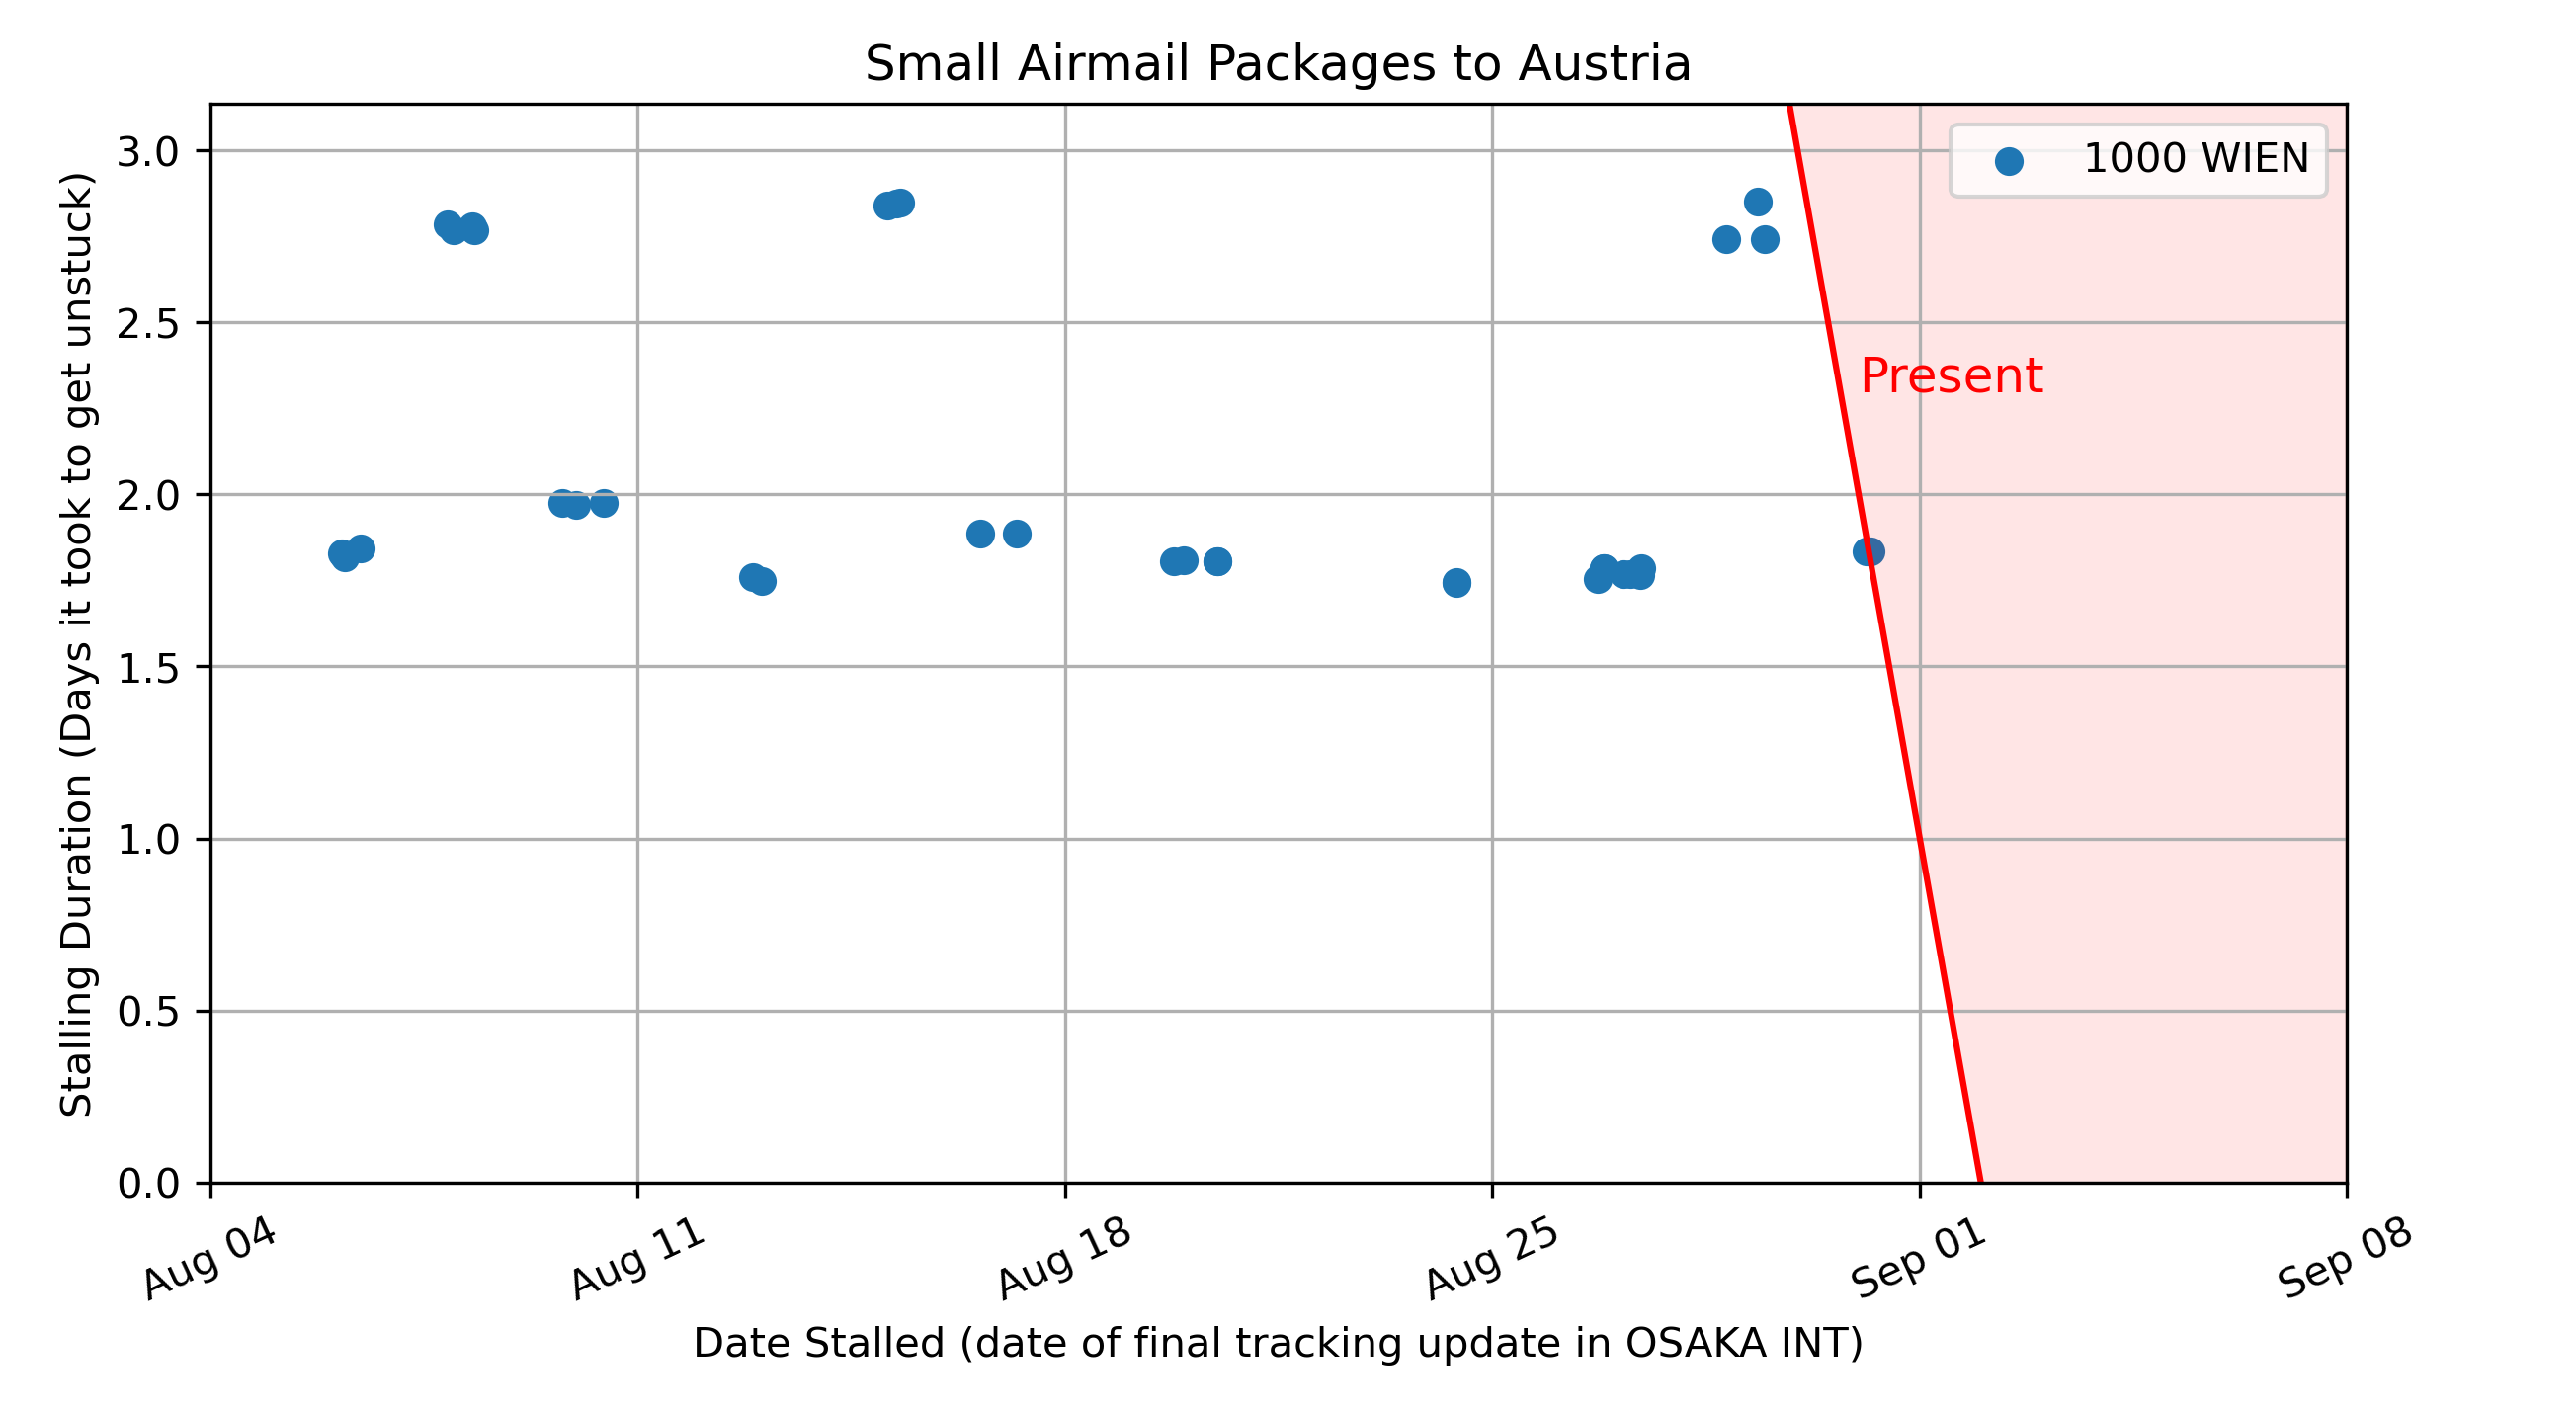 Small Airmail Packages to Austria
3.0
2.5
2.0
1.5
1.0
0.5
0.0
Stalling Duration (Days it took to get unstuck)
1000 WIEN
Present
Aug 04
Aug 11
Aug 18
Aug 25
Sep 01
Sep 08
Date Stalled (date of final tracking update in OSAKA INT)